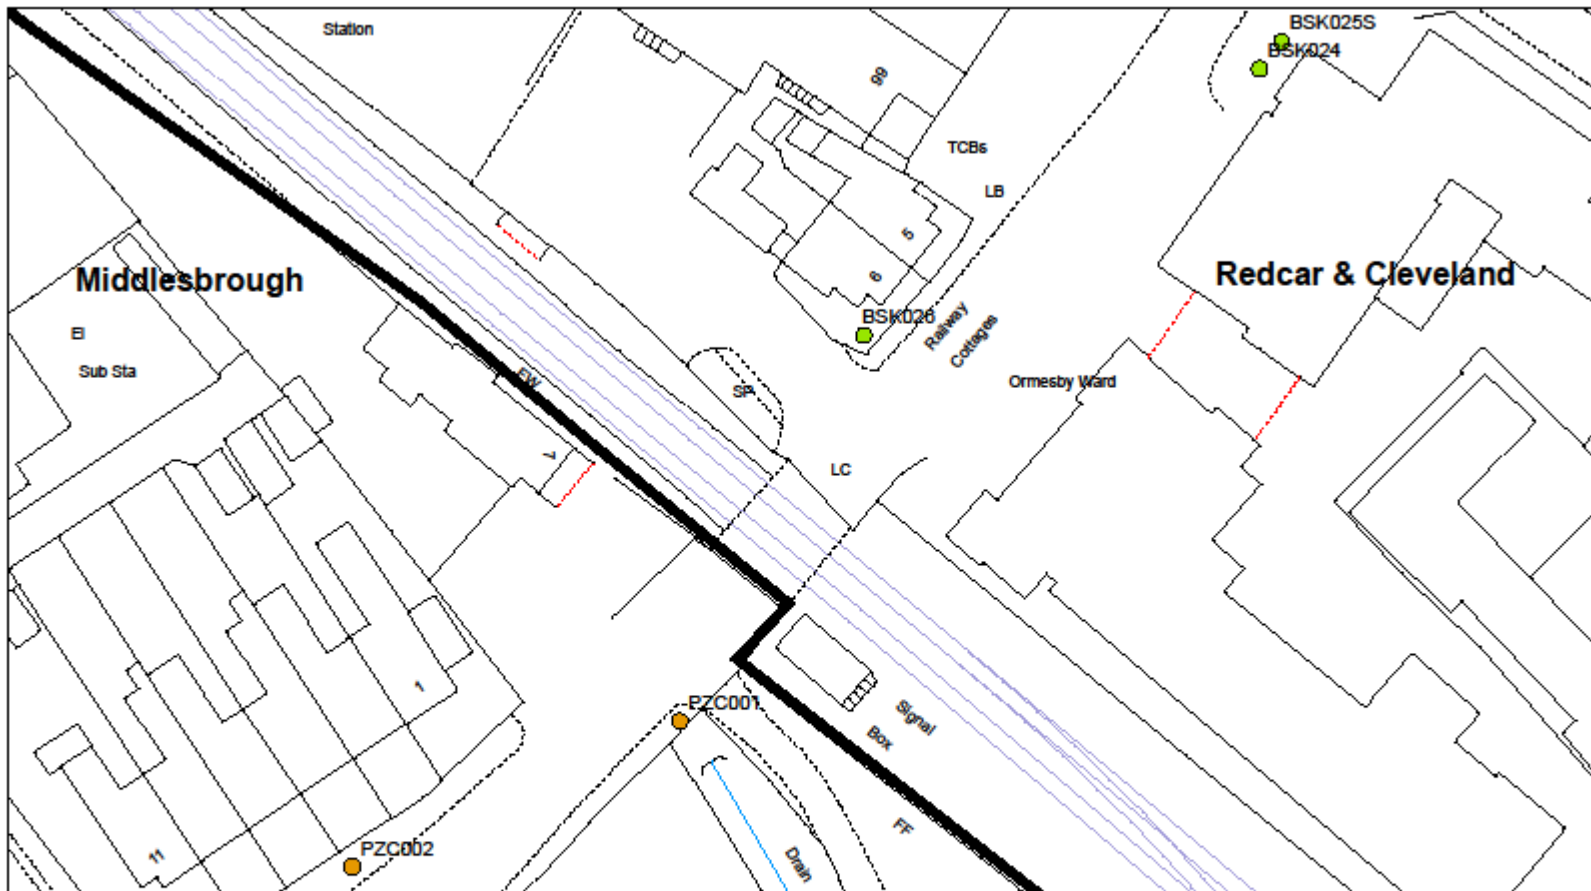 Station
BSK025S
BSK024
99
TCBs
LB
5
6
Middlesbrough
Redcar & Cleveland
BSK026
Railway
Cottages
El
Sub Sta
FW
SP
Ormesby Ward
7
LC
1
PZC001
Signal
Box
FF
11
PZC002
Drain